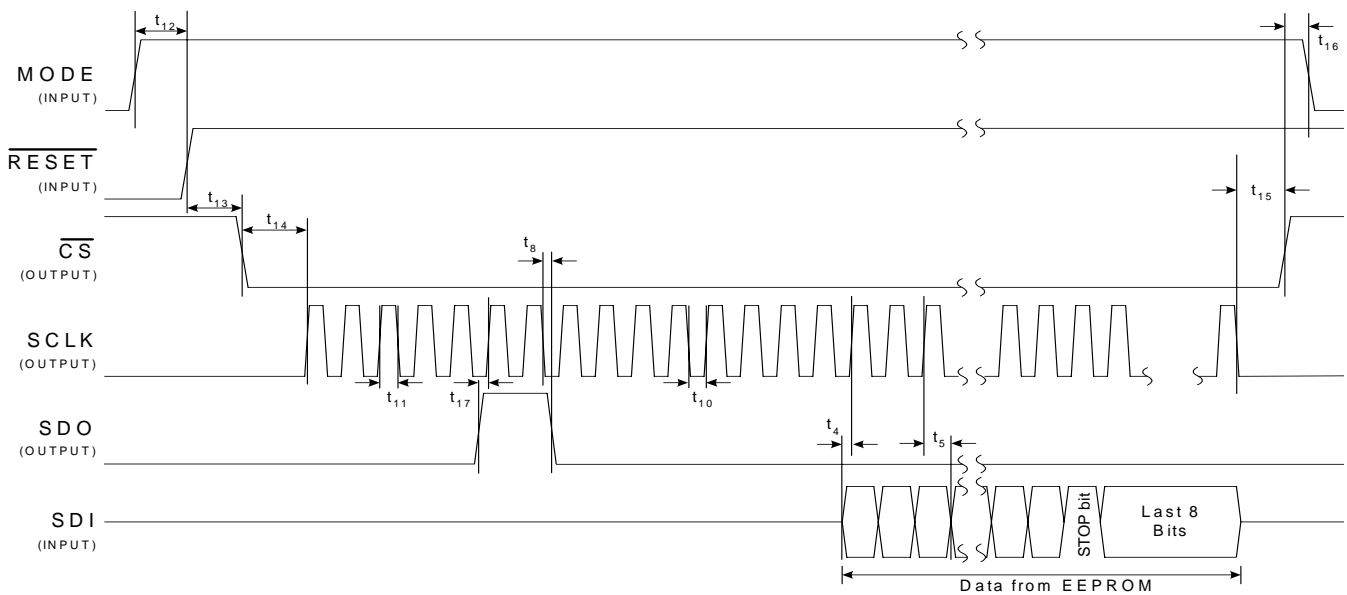 t12
t16
MODE
(INPUT)
RESET
(INPUT)
t13
t15
t14
t8
CS
(OUTPUT)
SCLK
(OUTPUT)
t11
t17
t10
SDO
(OUTPUT)
t4
t5
SDI
(INPUT)
STOP bit
Last 8
Bits
Data from EEPROM